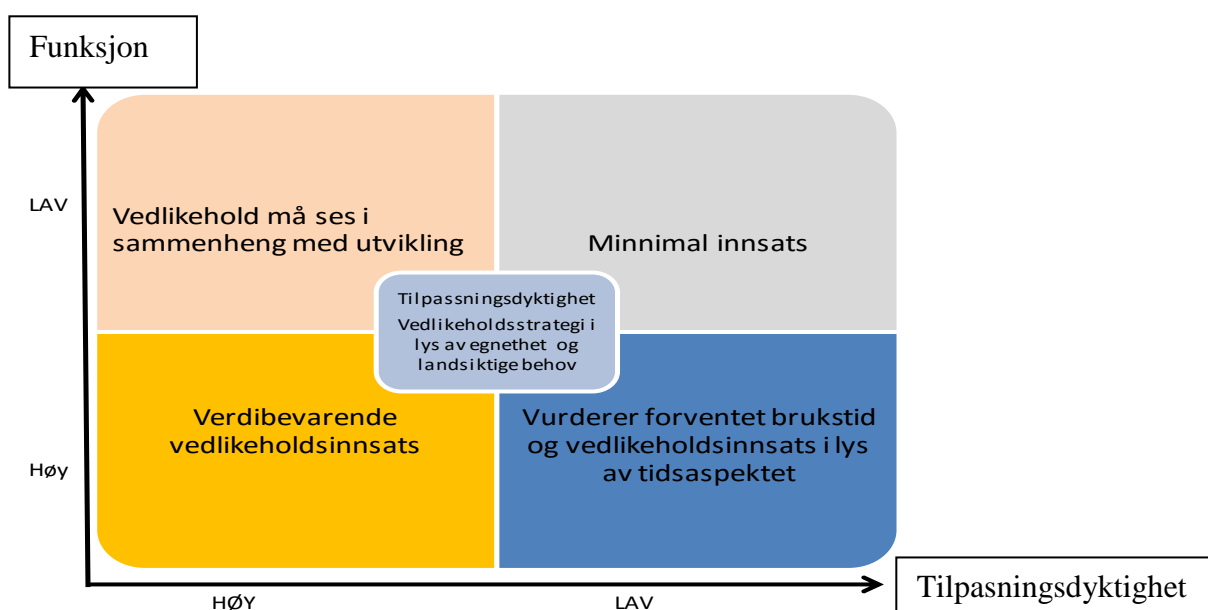 Funksjon
LAV
Vedlikehold må ses i
sammenheng med utvikling
Minnimal innsats
Tilpassningsdyktighet
Vedlikeholdsstrategi i
lys av egnethet og
landsiktige behov
Verdibevarende
vedlikeholdsinnsats
Vurderer forventet brukstid
og vedlikeholdsinnsats i lys
av tidsaspektet
Høy
HØY
LAV
Tilpasningsdyktighet